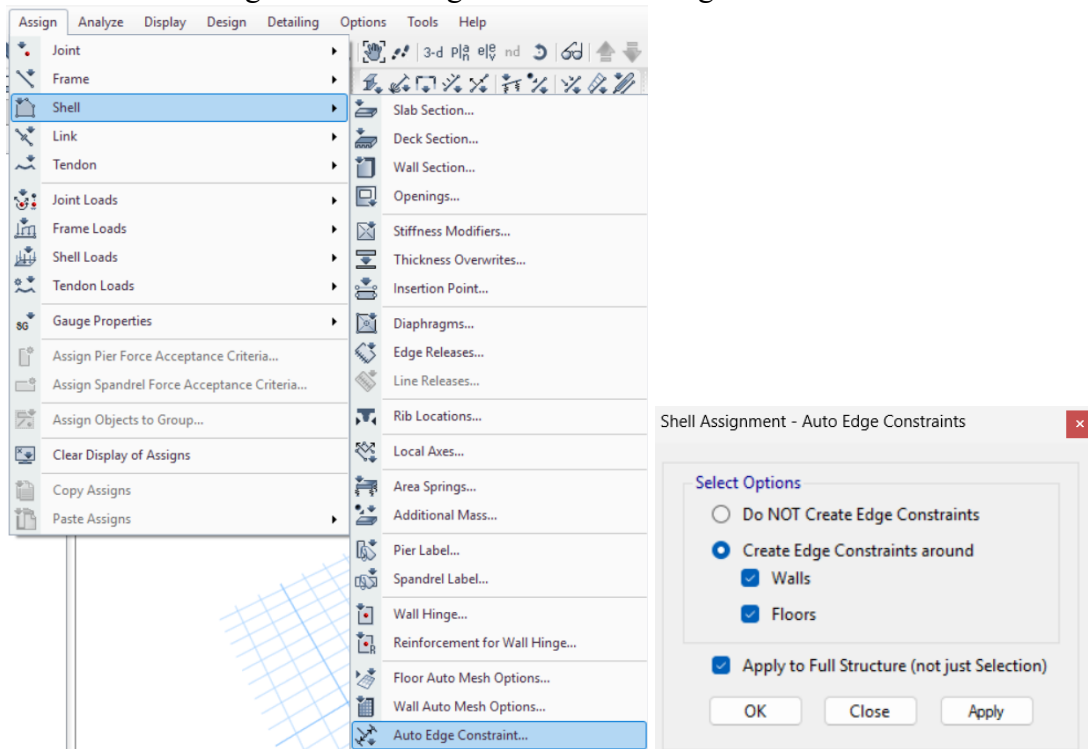 Assign Analyze Display Design Detailing Options Tools Help
Joint
Frame
Shell
Link
Tendon
Joint Loads
Frame Loads
Shell Loads
Tendon Loads
Gauge Properties
Assign Pier Force Acceptance Criteria...
Assign Spandrel Force Acceptance Criteria...
Assign Objects to Group...
Clear Display of Assigns
Copy Assigns
Paste Assigns
3-d nd
Slab Section...
Deck Section...
Wall Section...
Openings...
Stiffness Modifiers...
Thickness Overwrites...
Insertion Point...
Diaphragms...
Edge Releases...
Line Releases...
Rib Locations...
Local Axes...
Area Springs...
Additional Mass...
Pier Label...
Spandrel Label...
Wall Hinge...
Reinforcement for Wall Hinge...
Floor Auto Mesh Options...
Wall Auto Mesh Options...
Auto Edge Constraint...
Shell Assignment - Auto Edge Constraints
Select Options
Do NOT Create Edge Constraints
Create Edge Constraints around
Walls
Floors
Apply to Full Structure (not just Selection)
OK Close Apply